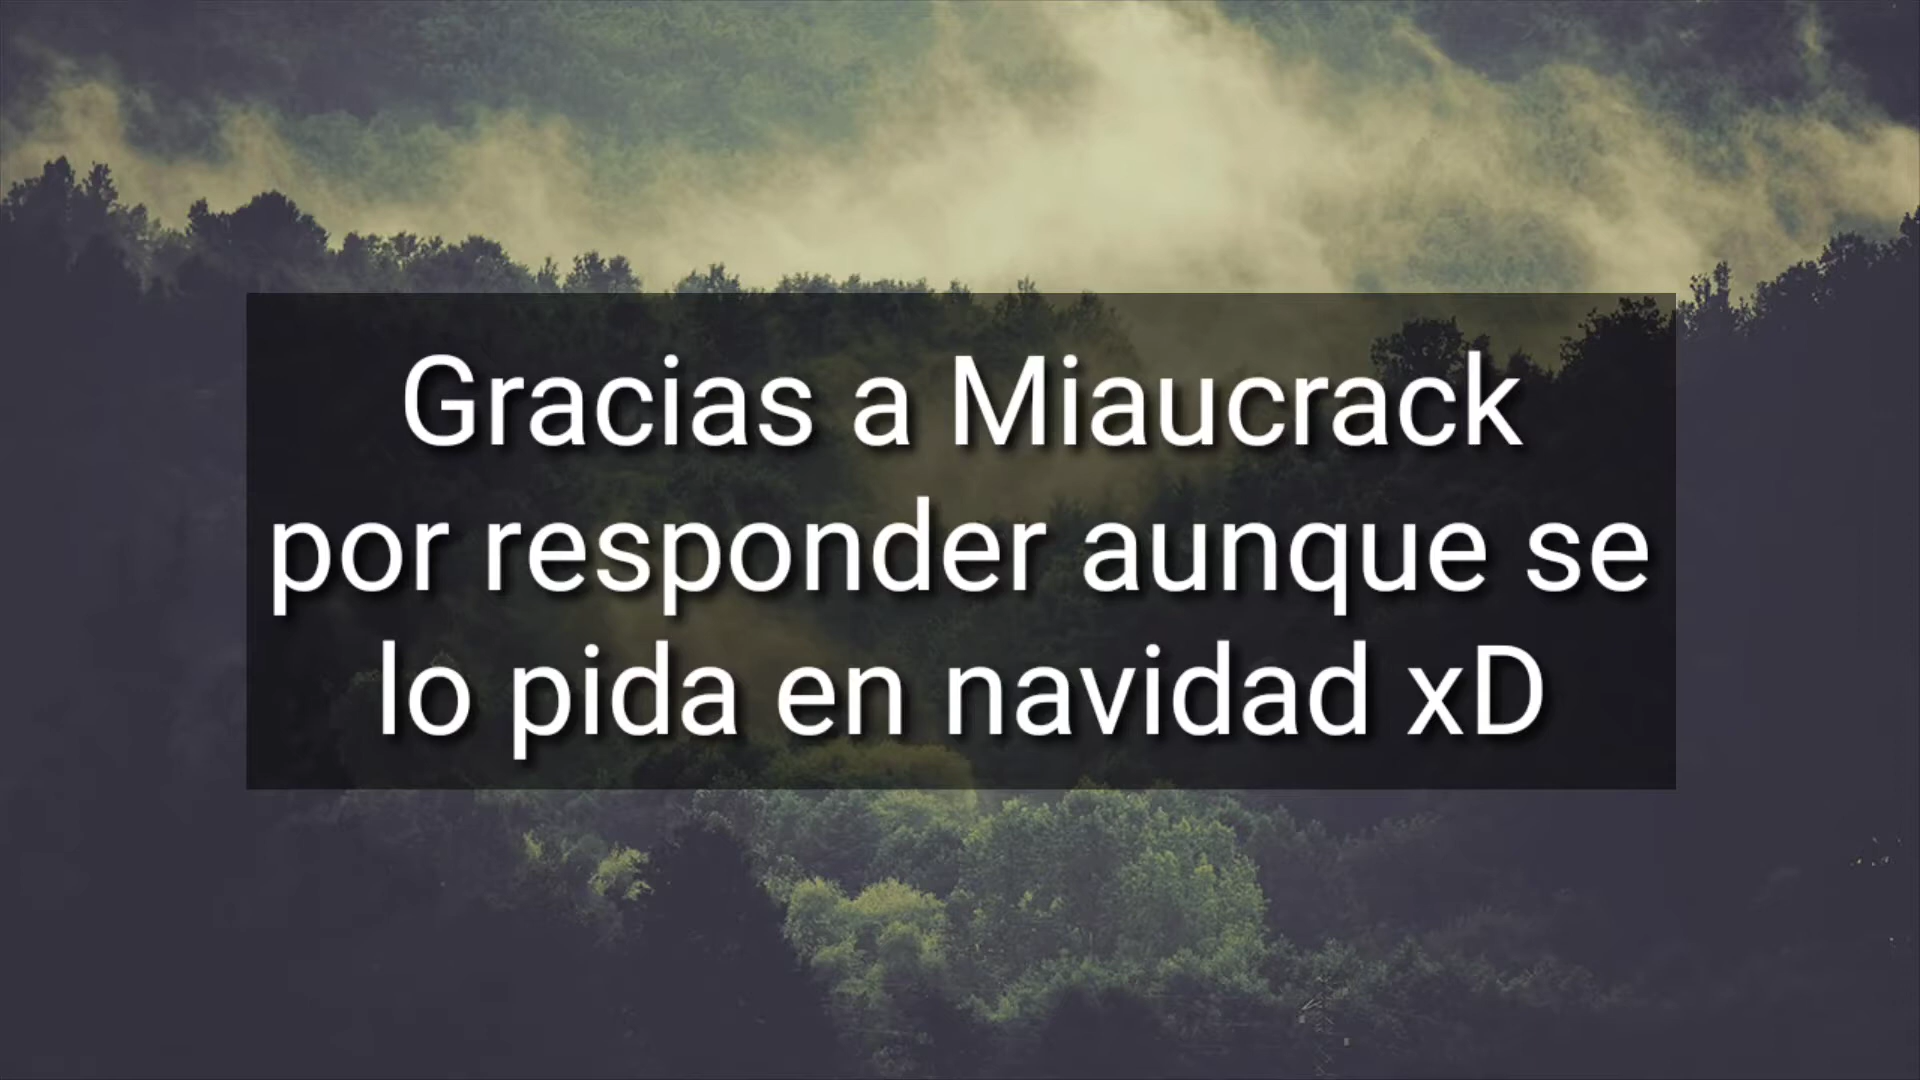 Gracias a Miaucrack
por responder aunque se
lo pida en navidad xD